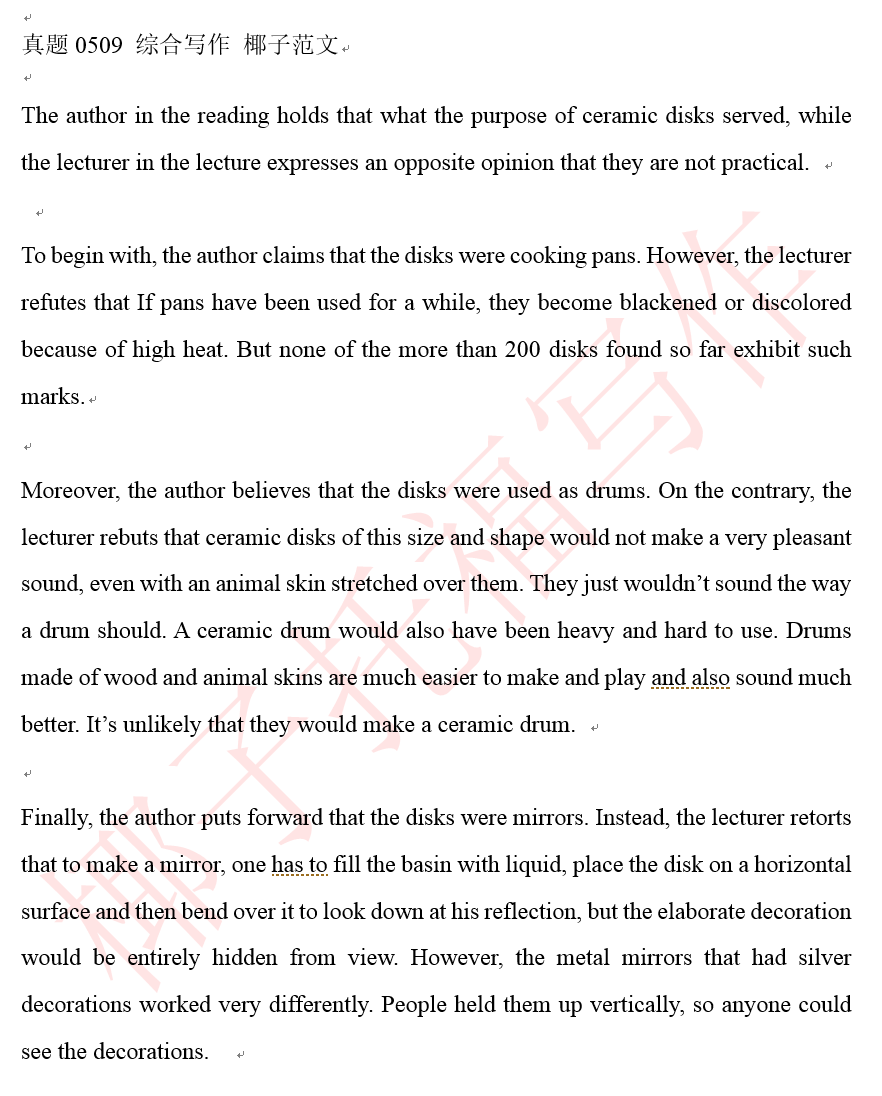 真题 0509 综合写作 椰子范文
The author in the reading holds that what the purpose of ceramic disks served, while
the lecturer in the lecture expresses an opposite opinion that they are not practical.
To begin with, the author claims that the disks were cooking pans. However, the lecturer
refutes that If pans have been used for a while, they become blackened or discolored
because of high heat. But none of the more than 200 disks found so far exhibit such
marks.
Moreover, the author believes that the disks were used as drums. On the contrary, the
lecturer rebuts that ceramic disks of this size and shape would not make a very pleasant
sound, even with an animal skin stretched over them. They just wouldn’t sound the way
a drum should. A ceramic drum would also have been heavy and hard to use. Drums
made of wood and animal skins are much easier to make and play and also sound much
better. It’s unlikely that they would make a ceramic drum.
Finally, the author puts forward that the disks were mirrors. Instead, the lecturer retorts
that to make a mirror, one has to fill the basin with liquid, place the disk on a horizontal
surface and then bend over it to look down at his reflection, but the elaborate decoration
would be entirely hidden from view. However, the metal mirrors that had silver
decorations worked very differently. People held them up vertically, so anyone could
see the decorations.
椰子托福写作